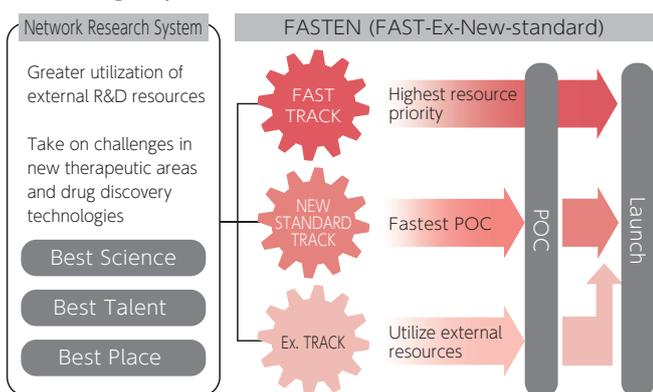 Network Research System
FASTEN (FAST-Ex-New-standard)
Greater utilization of
external R&D resources
Take on challenges in
new therapeutic areas
and drug discovery
technologies
Best Science
Best Talent
Best Place
FAST
TRACK
Highest resource
priority
NEW
STANDARD
TRACK
Fastest POC
Ex. TRACK
Utilize external
resources
POC
Launch